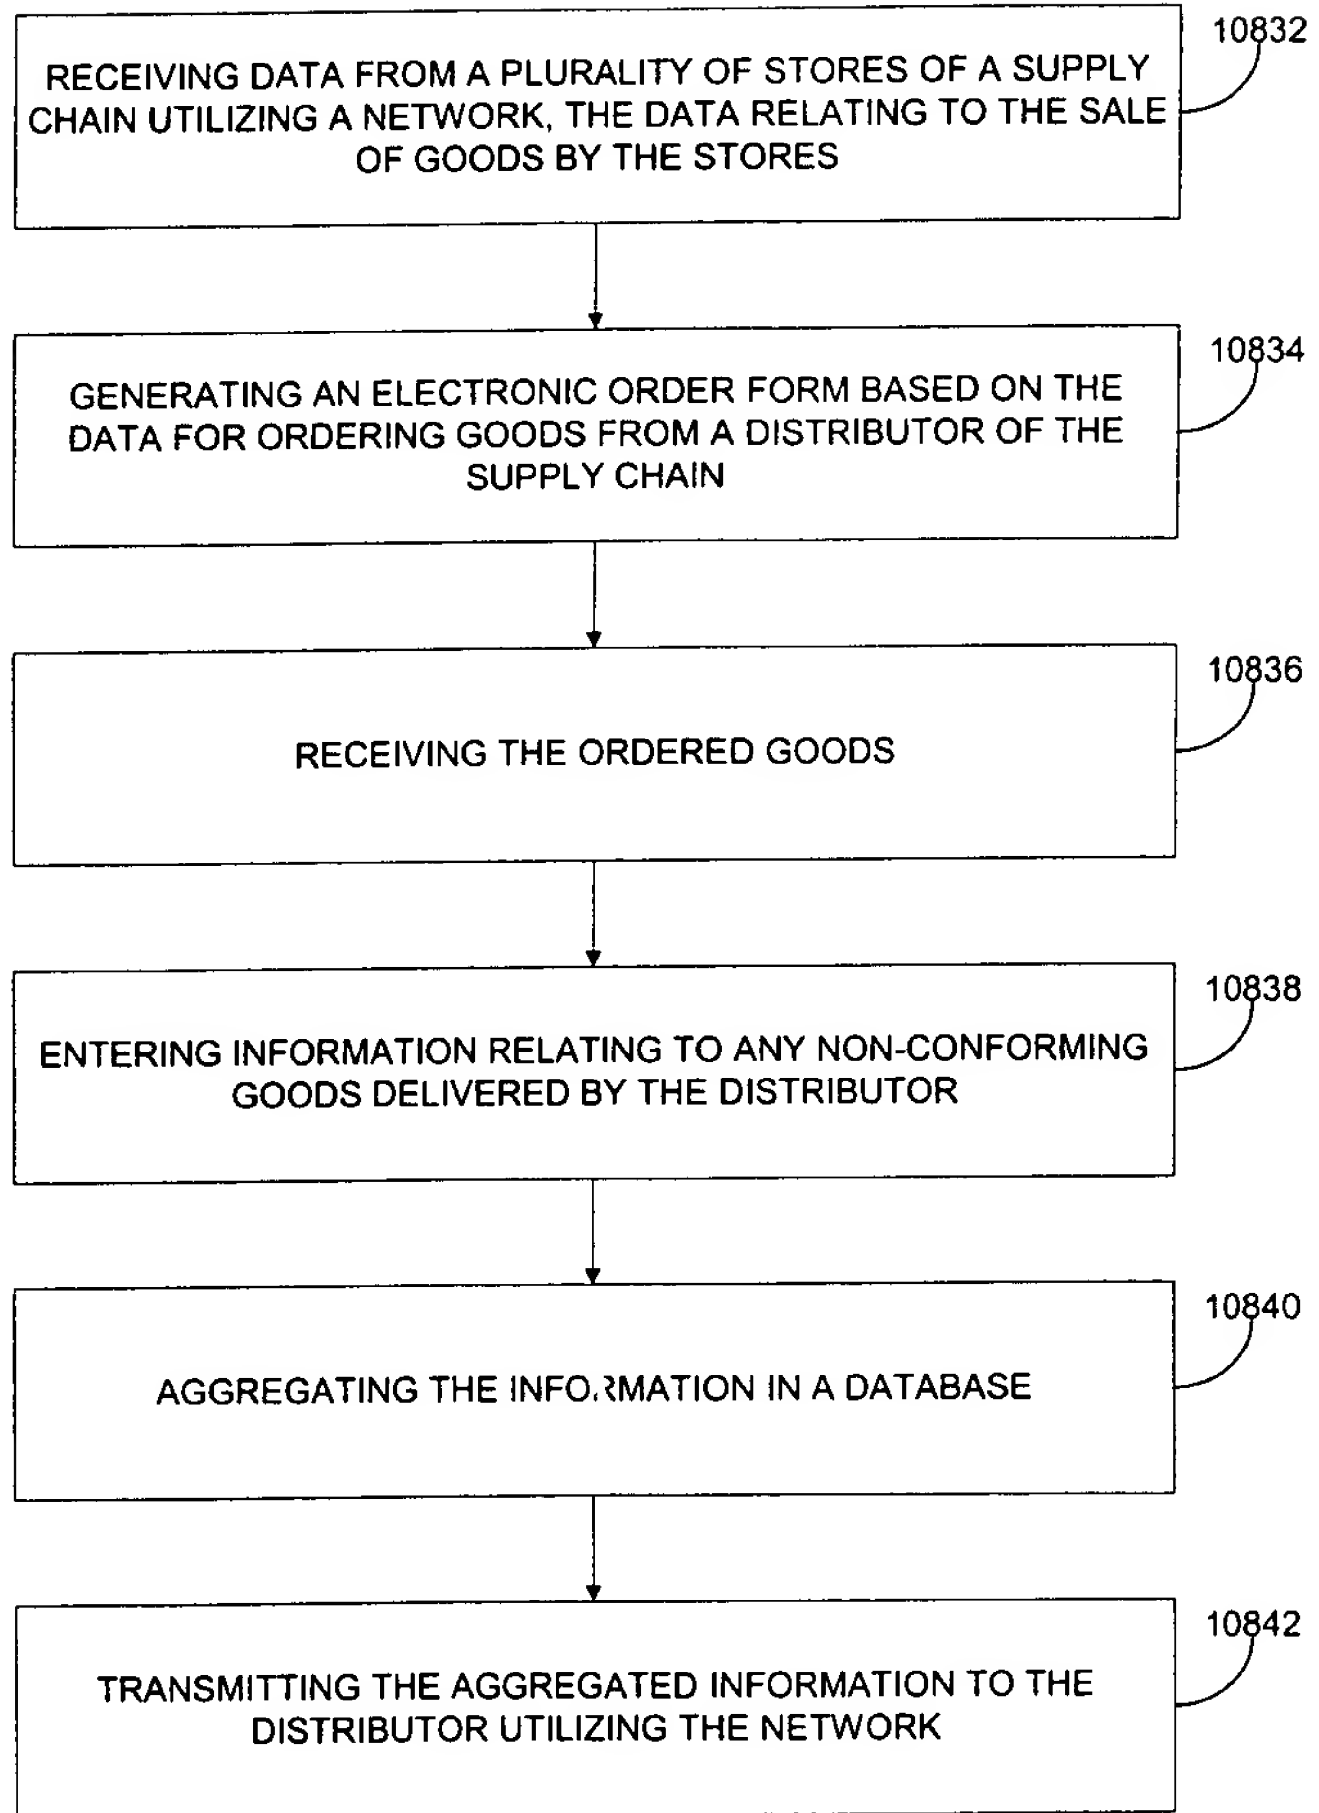 10832
RECEIVING DATA FROM A PLURALITY OF STORES OF A SUPPLY
CHAIN UTILIZING A NETWORK, THE DATA RELATING TO THE SALE
OF GOODS BY THE STORES
10834
GENERATING AN ELECTRONIC ORDER FORM BASED ON THE
DATA FOR ORDERING GOODS FROM A DISTRIBUTOR OF THE
SUPPLY CHAIN
10836
RECEIVING THE ORDERED GOODS
10838
ENTERING INFORMATION RELATING TO ANY NON-CONFORMING
GOODS DELIVERED BY THE DISTRIBUTOR
10840
AGGREGATING THE INFORMATION IN A DATABASE
10842
TRANSMITTING THE AGGREGATED INFORMATION TO THE
DISTRIBUTOR UTILIZING THE NETWORK